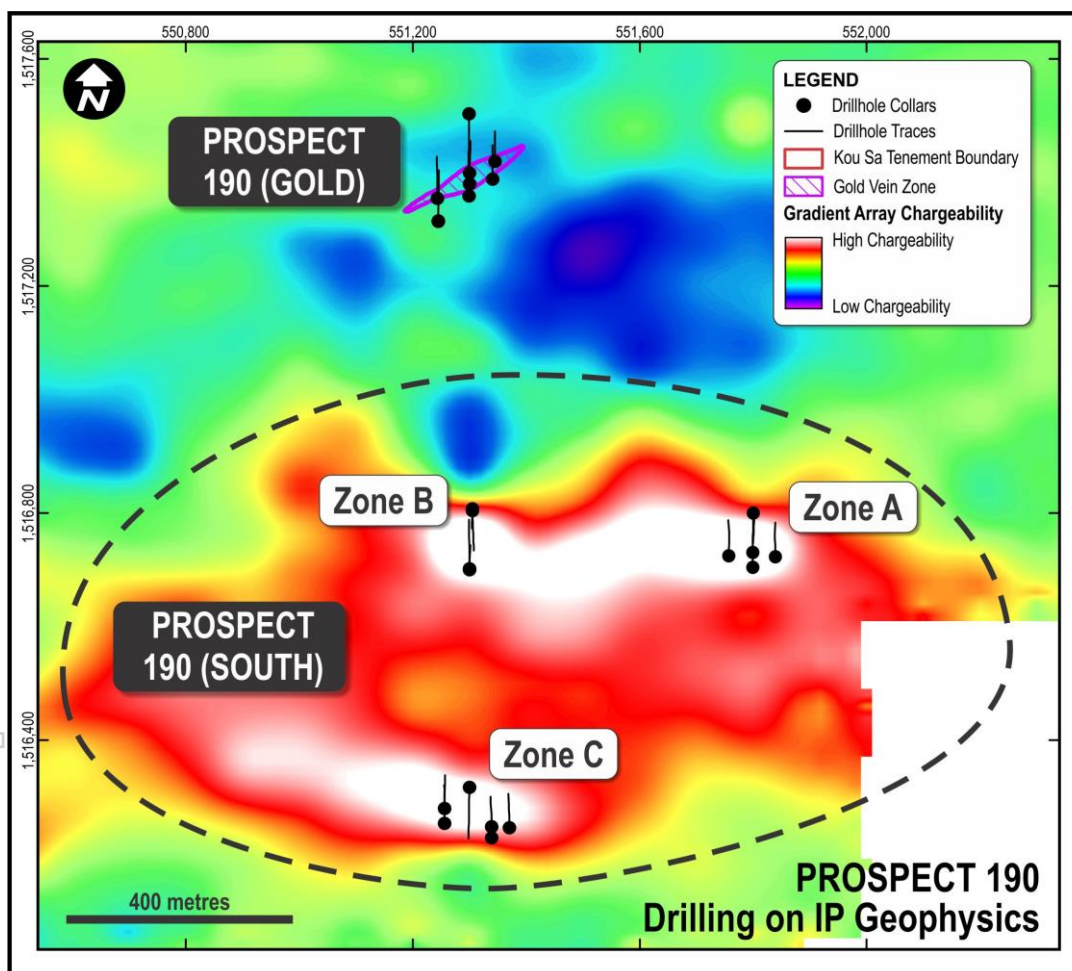 550,800
551,200
551,600
552,000
1,517,600
1,517,200
1,516,800
1,516,400
N
LEGEND
Drillhole Collars
Drillhole Traces
Kou Sa Tenement Boundary
Gold Vein Zone
Gradient Array Chargeability
High Chargeability
Low Chargeability
PROSPECT
190 (GOLD)
Zone B
Zone A
PROSPECT
190 (SOUTH)
Zone C
400 metres
PROSPECT 190
Drilling on IP Geophysics